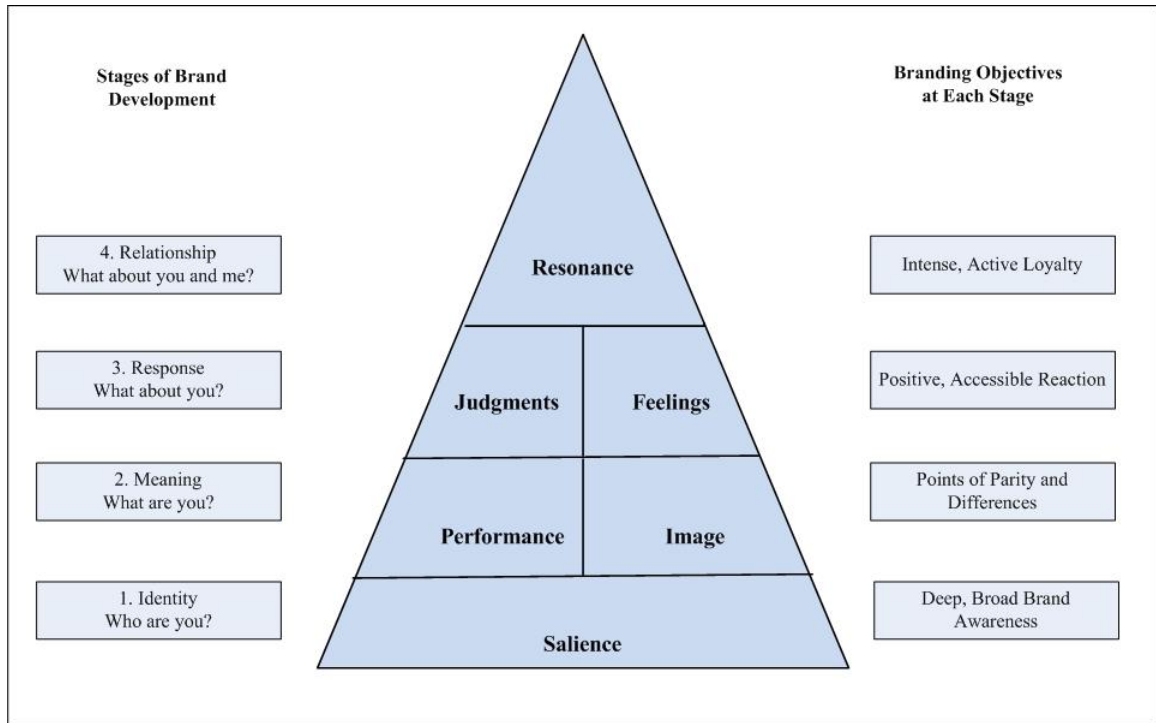 Stages of Brand
Development
Branding Objectives
at Each Stage
4. Relationship
What about you and me?
Resonance
Intense, Active Loyalty
3. Response
What about you?
Judgments
Feelings
Positive, Accessible Reaction
2. Meaning
What are you?
Performance
Image
Points of Parity and
Differences
1. Identity
Who are you?
Salience
Deep, Broad Brand
Awareness